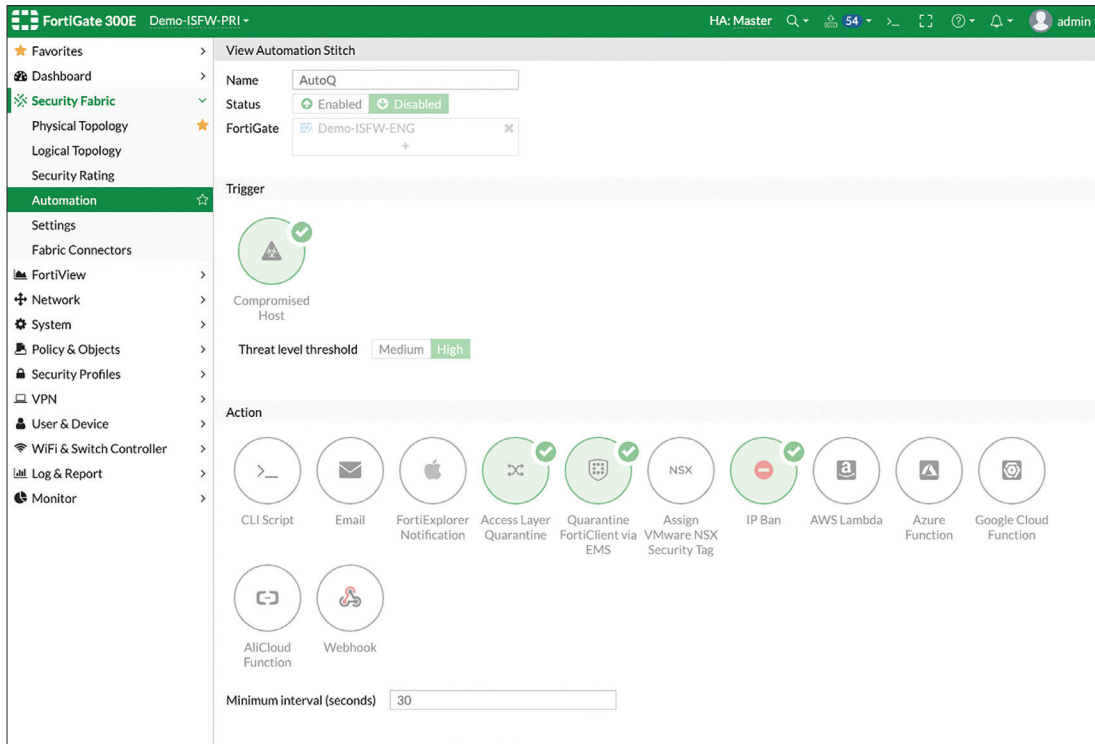 FortiGate 300E Demo-ISFW-PRI HA: Master 54 >_ admin
Favorites
Dashboard
Security Fabric
Physical Topology
Logical Topology
Security Rating
Automation
Settings
Fabric Connectors
FortiView
Network
System
Policy & Objects
Security Profiles
VPN
User & Device
WiFi & Switch Controller
Log & Report
Monitor
View Automation Stitch
Name AutoQ
Status Enabled Disabled
FortiGate Demo-ISFW-ENG
+
Trigger
Compromised
Host
Threat level threshold Medium High
Action
>_ NSX a
CLI Script Email FortiExplorer Access Layer Quarantine Assign IP Ban AWS Lambda Azure Google Cloud
Notification Quarantine FortiClient via VMware NSX Function Function
EMS Security Tag
AliCloud Webhook
Function
Minimum interval (seconds) 30